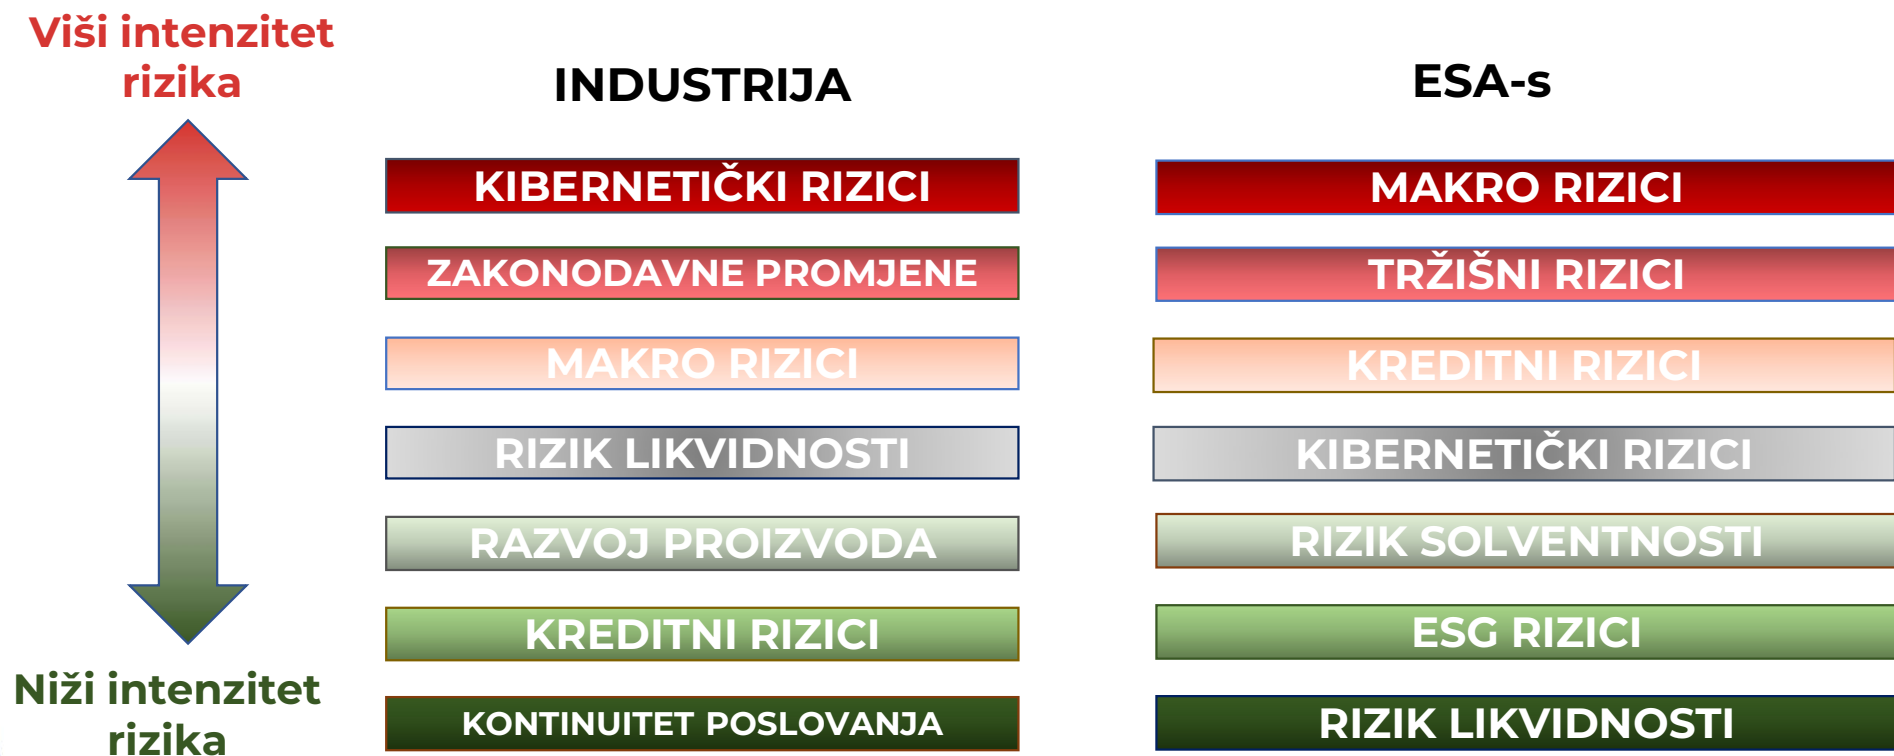 Viši intenzitet
rizika
INDUSTRIJA
ESA-s
KIBERNETIČKI RIZICI
MAKRO RIZICI
ZAKONODAVNE PROMJENE
TRŽIŠNI RIZICI
MAKRO RIZICI
KREDITNI RIZICI
RIZIK LIKVIDNOSTI
KIBERNETIČKI RIZICI
RAZVOJ PROIZVODA
RIZIK SOLVENTNOSTI
KREDITNI RIZICI
ESG RIZICI
Niži intenzitet
rizika
KONTINUITET POSLOVANJA
RIZIK LIKVIDNOSTI